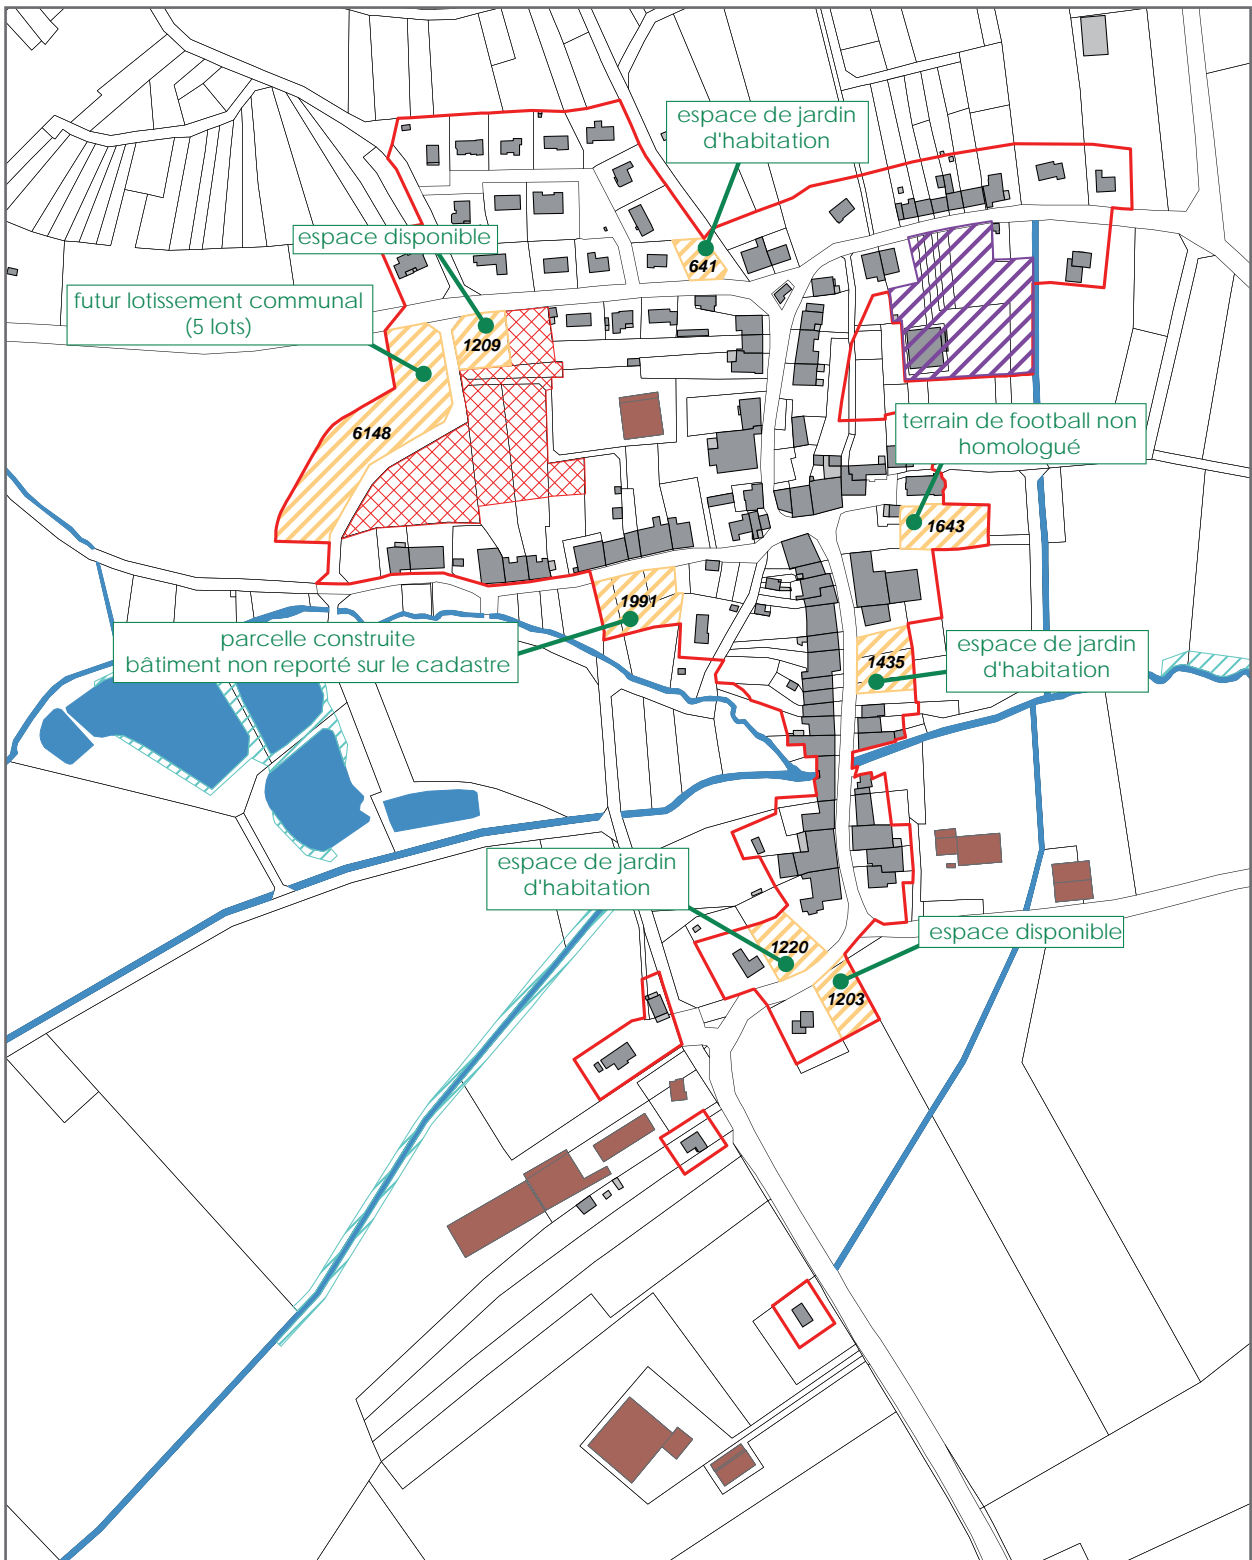 espace de jardin
d'habitation
espace disponible
641
futur lotissement communal
(5 lots)
1209
6148
terrain de football non
homologué
1643
1991
parcelle construite
bâtiment non reporté sur le cadastre
espace de jardin
d'habitation
1435
espace de jardin
d'habitation
1220
espace disponible
1203